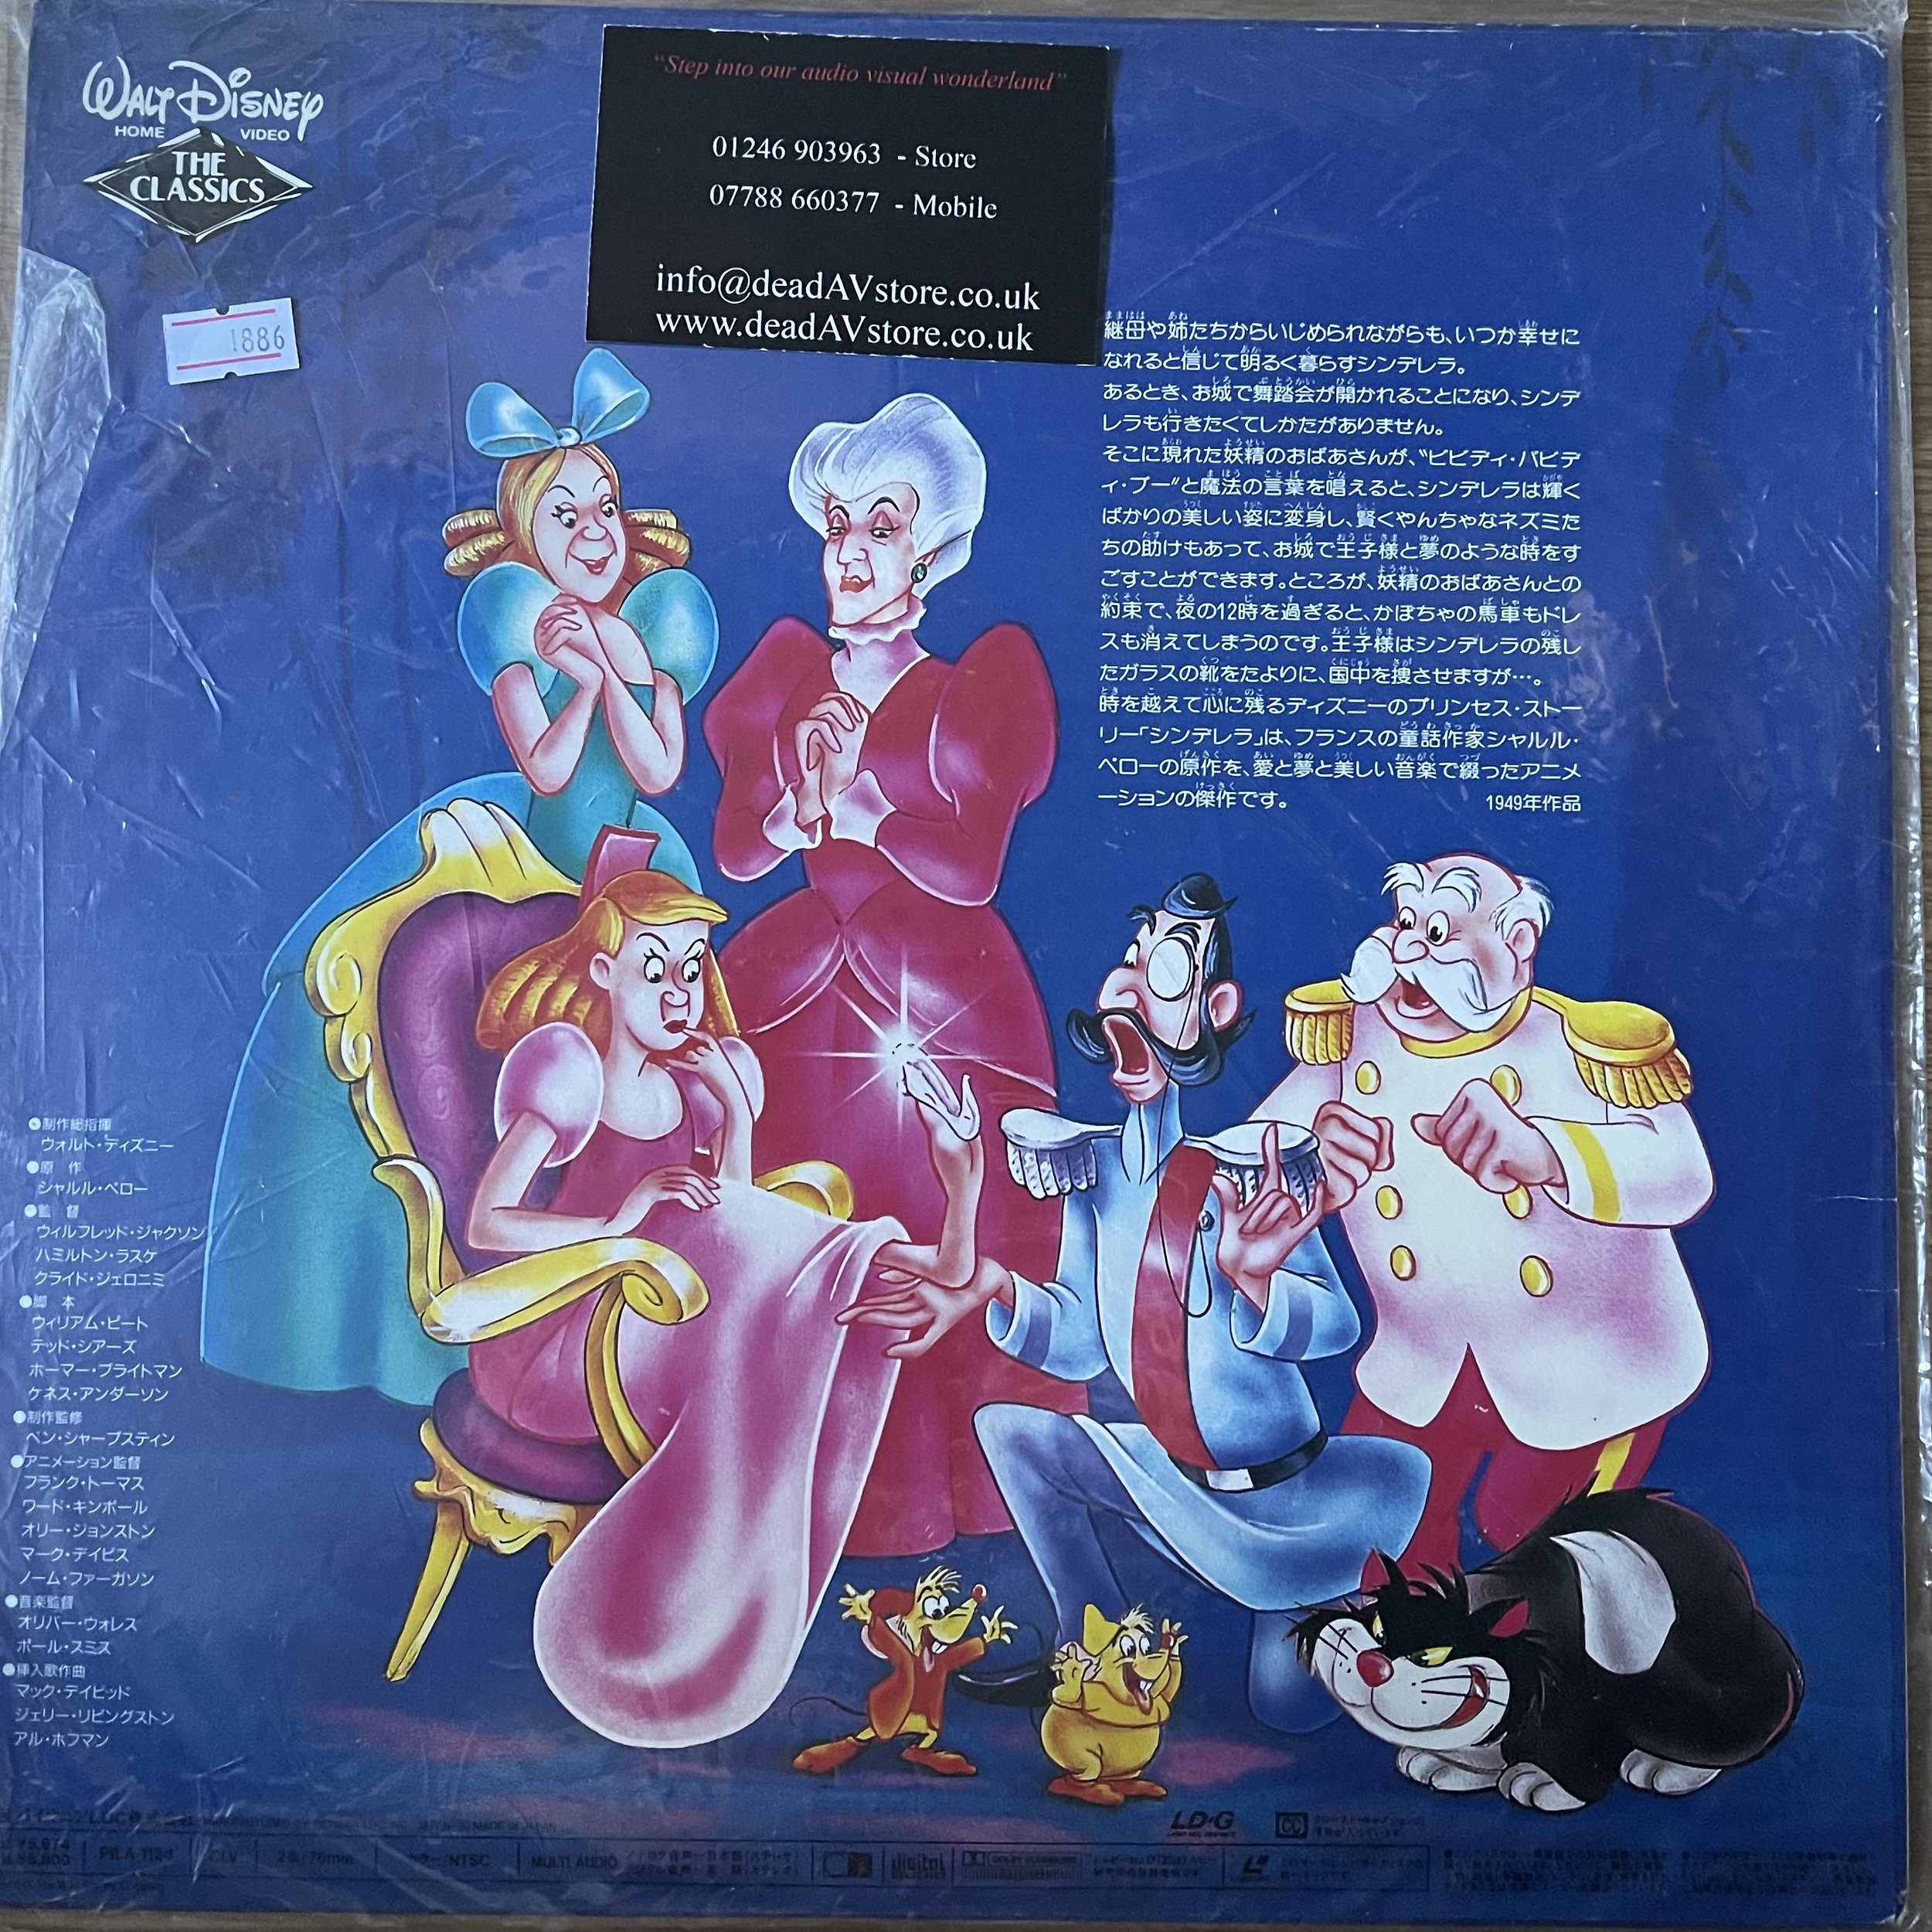 WALT DISNEY
HOME VIDEO
THE
CLASSICS
"Step into our audio visual wonderland"
01246 903963 - Store
07788 660377 - Mobile
info@deadAVstore.co.uk
www.deadAVstore.co.uk
1886
継母や姉たちからいじめられながらも、いつか幸せに
なれると信じて明るく暮らすシンデレラ。
あるとき、お城で舞踏会が開かれることになり、シンデ
レラも行きたくてしかたがありません。
そこに現れた妖精のおばあさんが、“ビビディ・バビデ
ィ・ブー”と魔法の言葉を唱えると、シンデレラは輝く
ばかりの美しい姿に変身し、賢くやんちゃなネズミた
ちの助けもあって、お城で王子様と夢のような時をす
ごすことができます。ところが、妖精のおばあさんとの
約束で、夜の12時を過ぎると、かぼちゃの馬車もドレ
スも消えてしまうのです。王子様はシンデレラの残し
たガラスの靴をたよりに、国中を捜させますが…。
時を越えて心に残るディズニーのプリンセス・ストー
リー「シンデレラ」は、フランスの童話作家シャルル・
ペローの原作を、愛と夢と美しい音楽で綴ったアニメ
ーションの傑作です。 1949年作品
●制作総指揮
ウォルト・ディズニー
●原 作
シャルル・ペロー
●監 督
ウィルフレッド・ジャクソン
ハミルトン・ラスケ
クライド・ジェロニミ
●脚 本
ウィリアム・ピート
テッド・シアーズ
ホーマー・ブライトマン
ケネス・アンダーソン
●制作監修
ベン・シャープスティン
●アニメーション監督
フランク・トーマス
ワード・キンボール
オリー・ジョンストン
マーク・デイビス
ノーム・ファーガソン
●音楽監督
オリバー・ウォレス
ポール・スミス
●挿入歌作曲
マック・デイビッド
ジェリー・リビングストン
アル・ホフマン
LD-G
CC
CLV
カラー/NTSC
MULTI AUDIO
digital
DOLBY SURROUND